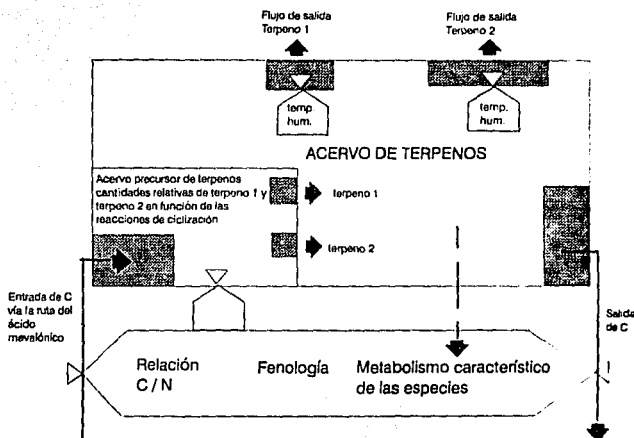 Flujo de salida
Terpeno 1
Flujo de salida
Terpeno 2
temp.
hum.
temp.
hum.
ACERVO DE TERPENOS
Acervo precursor de terpenos
cantidades relativas de terpeno 1 y
terpeno 2 en función de las
reacciones de ciclización
terpeno 1
terpeno 2
Entrada de C
vía la ruta del
ácido
mevalónico
Salida
de C
Relación
C / N
Fenología
Metabolismo característico
de las especies